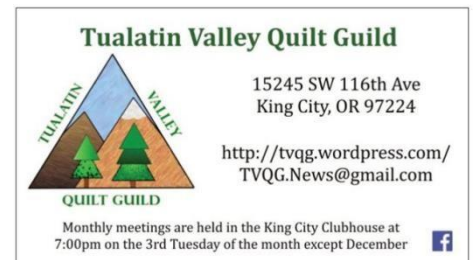 Tualatin Valley Quilt Guild
TUALATIN
VALLEY
QUILT GUILD
15245 SW 116th Ave
King City, OR 97224
http://tvqg.wordpress.com/
TVQG.News@gmail.com
Monthly meetings are held in the King City Clubhouse at
7:00pm on the 3rd Tuesday of the month except December
f